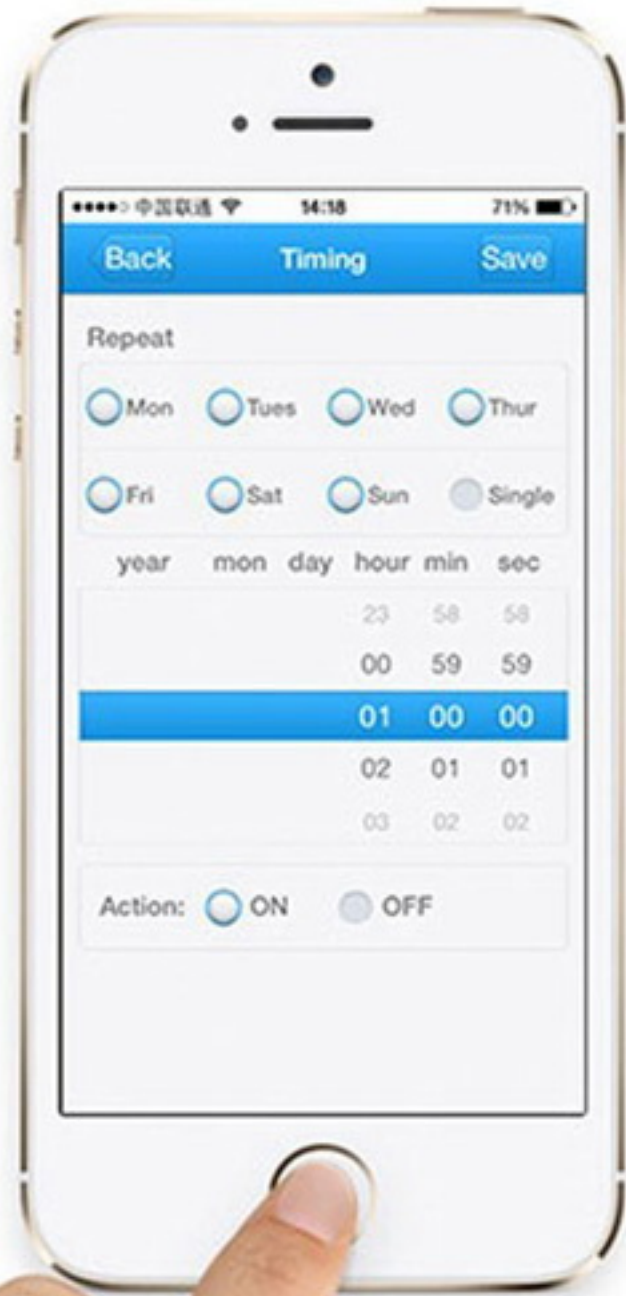 中国联通 14:18 71%
Back Timing Save
Repeat
Mon Tues Wed Thur
Fri Sat Sun Single
year mon day hour min sec
23 58 58
00 59 59
01 00 00
02 01 01
03 02 02
Action: ON OFF